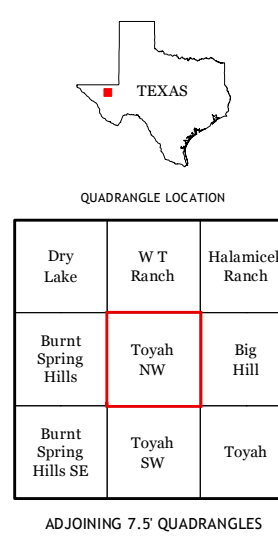 TEXAS
QUADRANGLE LOCATION
Dry
Lake
W T
Ranch
Halamicek
Ranch
Burnt
Spring
Hills
Toyah
NW
Big
Hill
Burnt
Spring
Hills SE
Toyah
SW
Toyah
ADJOINING 7.5' QUADRANGLES